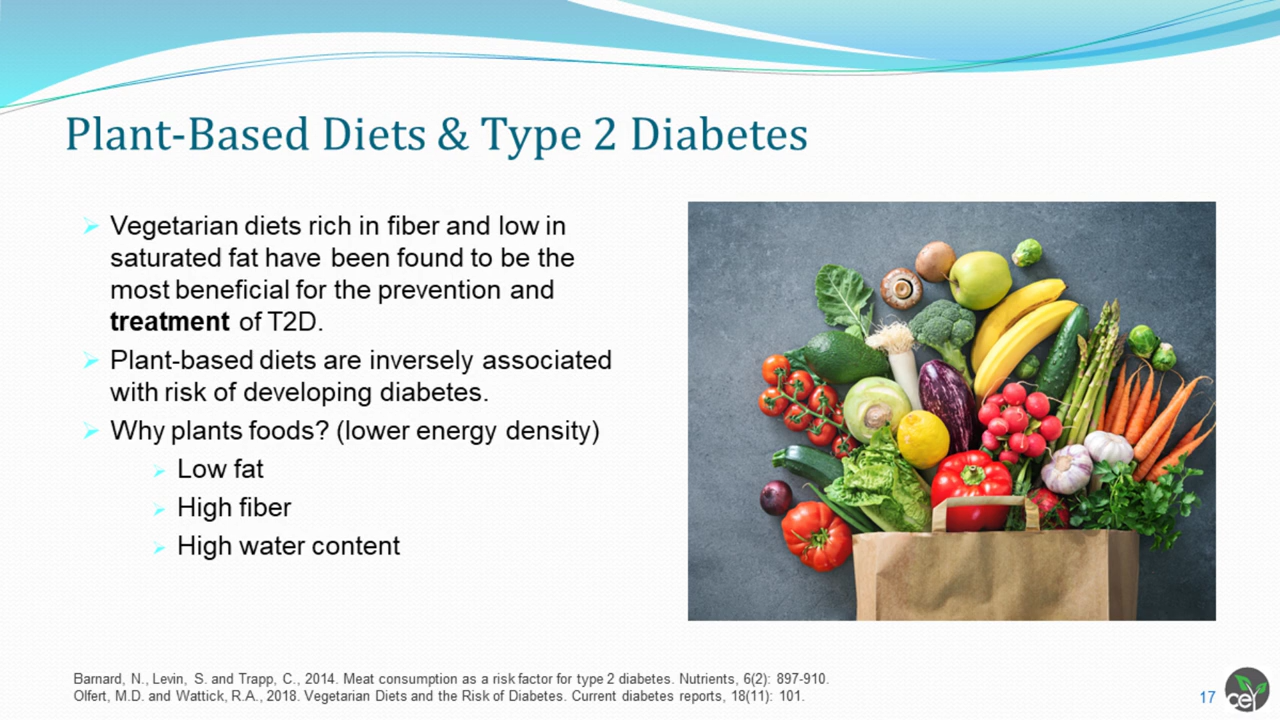 Plant-Based Diets & Type 2 Diabetes
Vegetarian diets rich in fiber and low in
saturated fat have been found to be the
most beneficial for the prevention and
treatment of T2D.
Plant-based diets are inversely associated
with risk of developing diabetes.
Why plants foods? (lower energy density)
Low fat
High fiber
High water content
Barnard, N., Levin, S. and Trapp, C., 2014. Meat consumption as a risk factor for type 2 diabetes. Nutrients, 6(2): 897-910.
Olfert, M.D. and Wattick, R.A., 2018. Vegetarian Diets and the Risk of Diabetes. Current diabetes reports, 18(11): 101.
17